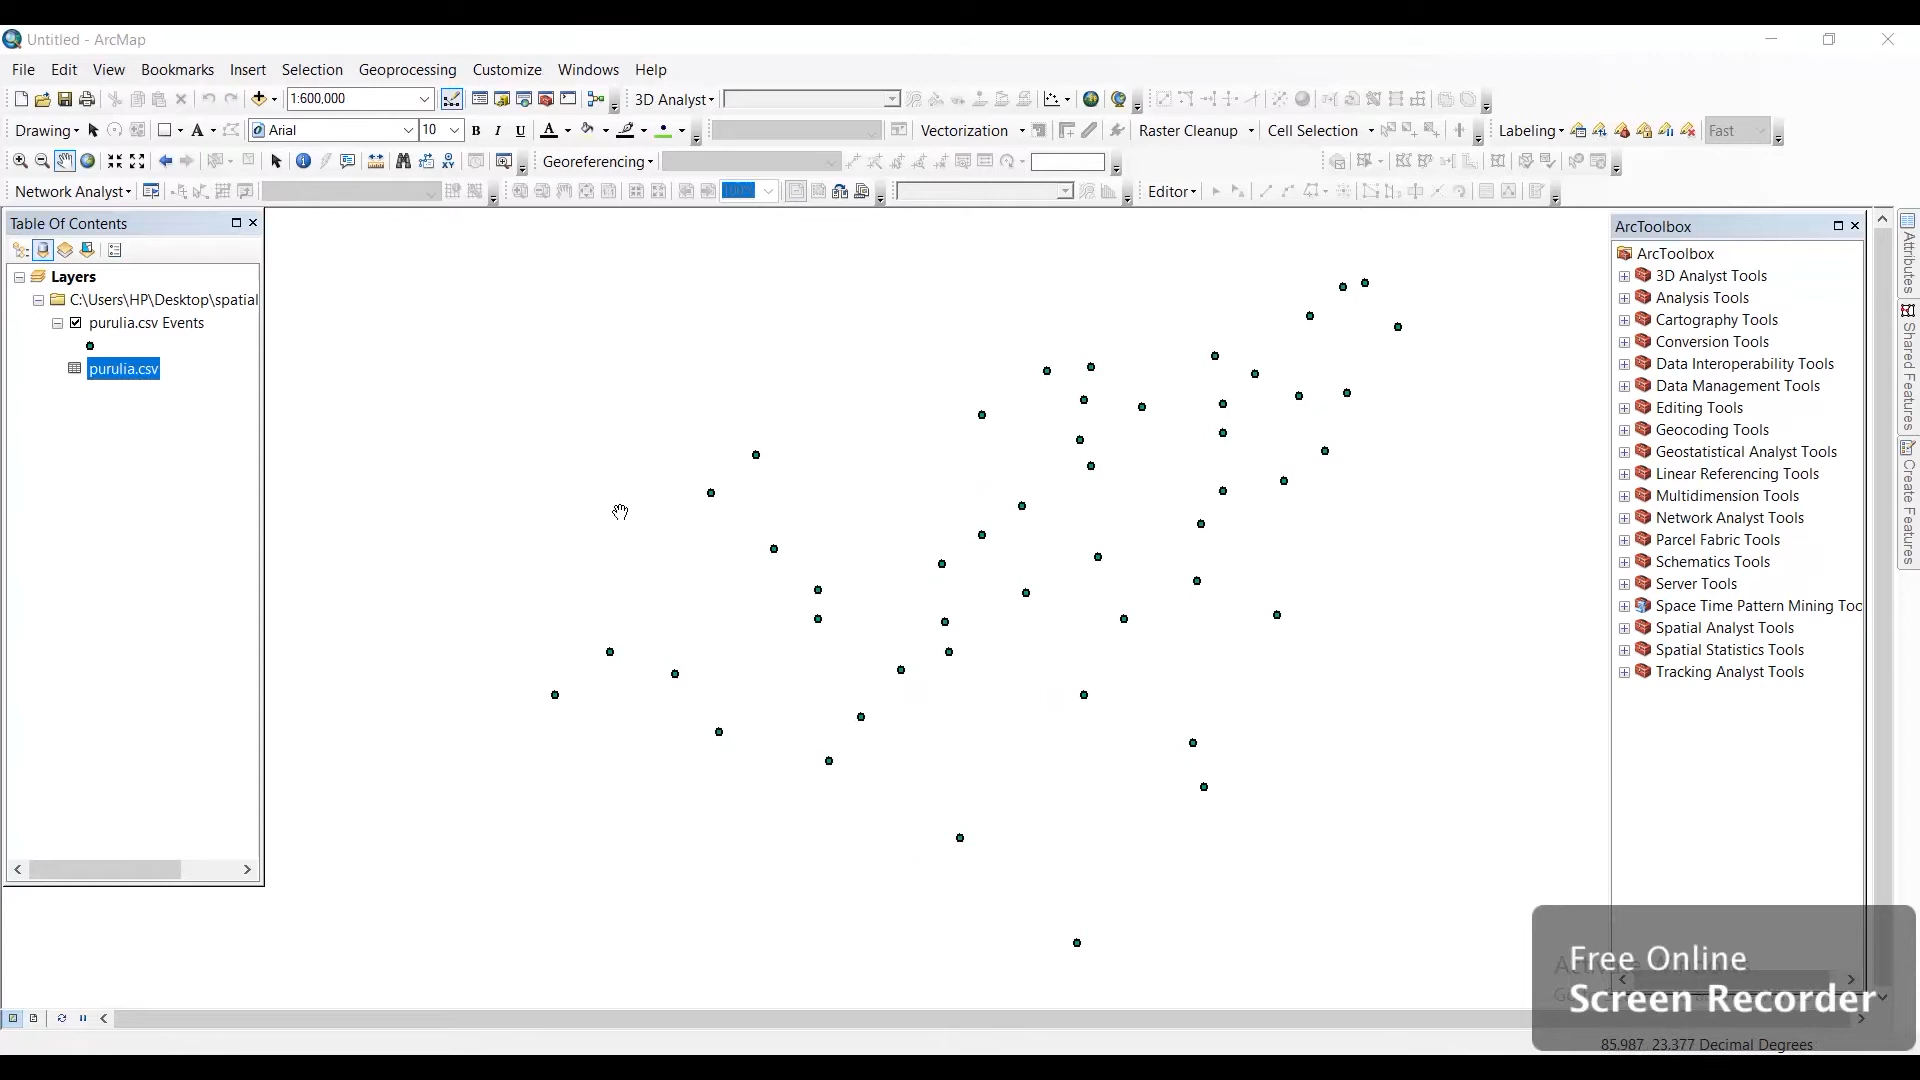 Untitled - ArcMap
File Edit View Bookmarks Insert Selection Geoprocessing Customize Windows Help
1:600,000 3D Analyst
Drawing A Arial 10 B I U A Vectorization Raster Cleanup Cell Selection Labeling Fast
Georeferencing
Network Analyst 100% Editor
Table Of Contents
Layers
C:\Users\HP\Desktop\spatial
purulia.csv Events
purulia.csv
ArcToolbox
ArcToolbox
3D Analyst Tools
Analysis Tools
Cartography Tools
Conversion Tools
Data Interoperability Tools
Data Management Tools
Editing Tools
Geocoding Tools
Geostatistical Analyst Tools
Linear Referencing Tools
Multidimension Tools
Network Analyst Tools
Parcel Fabric Tools
Schematics Tools
Server Tools
Space Time Pattern Mining Too
Spatial Analyst Tools
Spatial Statistics Tools
Tracking Analyst Tools
Attributes
Shared Features
Create Features
Free Online
Screen Recorder
85.987 23.377 Decimal Degrees